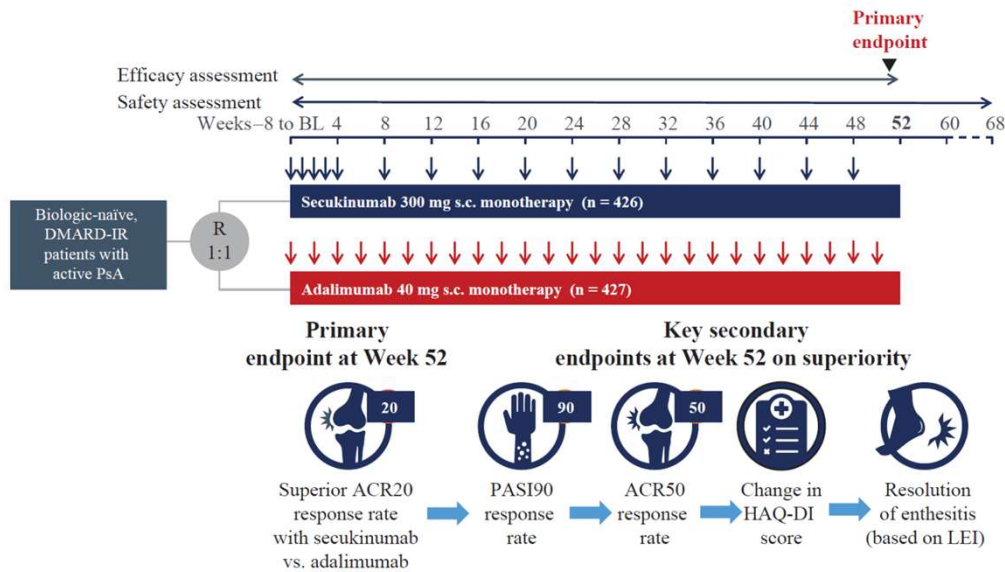 Primary
endpoint
Efficacy assessment
Safety assessment
Weeks–8 to BL 4 8 12 16 20 24 28 32 36 40 44 48 52 60 68
Secukinumab 300 mg s.c. monotherapy (n = 426)
Biologic-naïve,
DMARD-IR
patients with
active PsA
R
1:1
Adalimumab 40 mg s.c. monotherapy (n = 427)
Primary
endpoint at Week 52
Key secondary
endpoints at Week 52 on superiority
20
90
50
Superior ACR20
response rate
with secukinumab
vs. adalimumab
PASI90
response
rate
ACR50
response
rate
Change in
HAQ-DI
score
Resolution
of enthesitis
(based on LEI)